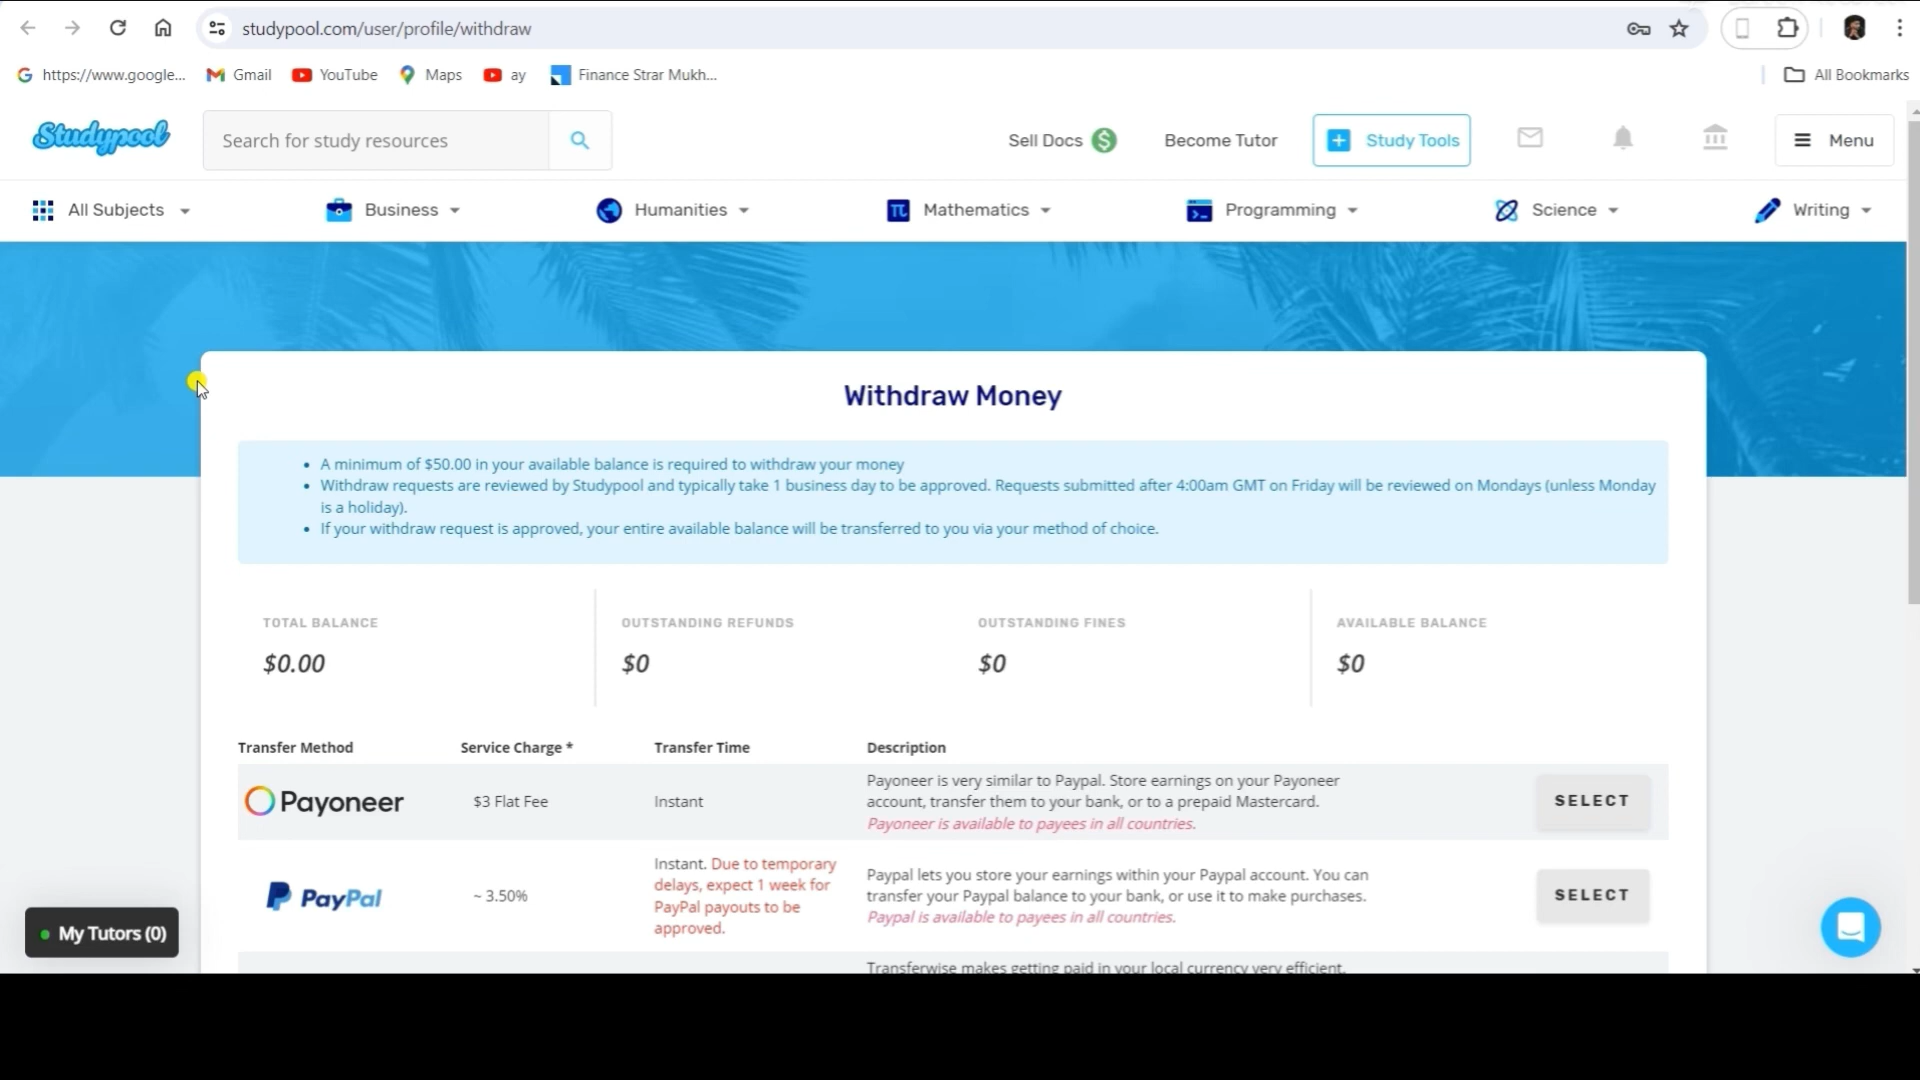 studypool.com/user/profile/withdraw
https://www.google... Gmail YouTube Maps ay Finance Strar Mukh... All Bookmarks
Studypool Search for study resources Sell Docs $ Become Tutor Study Tools Menu
All Subjects Business Humanities Mathematics Programming Science Writing
Withdraw Money
• A minimum of $50.00 in your available balance is required to withdraw your money
• Withdraw requests are reviewed by Studypool and typically take 1 business day to be approved. Requests submitted after 4:00am GMT on Friday will be reviewed on Mondays (unless Monday
is a holiday).
• If your withdraw request is approved, your entire available balance will be transferred to you via your method of choice.
TOTAL BALANCE OUTSTANDING REFUNDS OUTSTANDING FINES AVAILABLE BALANCE
$0.00 $0 $0 $0
Transfer Method Service Charge * Transfer Time Description
Payoneer $3 Flat Fee Instant
Payoneer is very similar to Paypal. Store earnings on your Payoneer
account, transfer them to your bank, or to a prepaid Mastercard.
Payoneer is available to payees in all countries.
SELECT
PayPal ~ 3.50%
Instant. Due to temporary
delays, expect 1 week for
PayPal payouts to be
approved.
Paypal lets you store your earnings within your Paypal account. You can
transfer your Paypal balance to your bank, or use it to make purchases.
Paypal is available to payees in all countries.
SELECT
Transferwise makes getting paid in your local currency very efficient.
My Tutors (0)